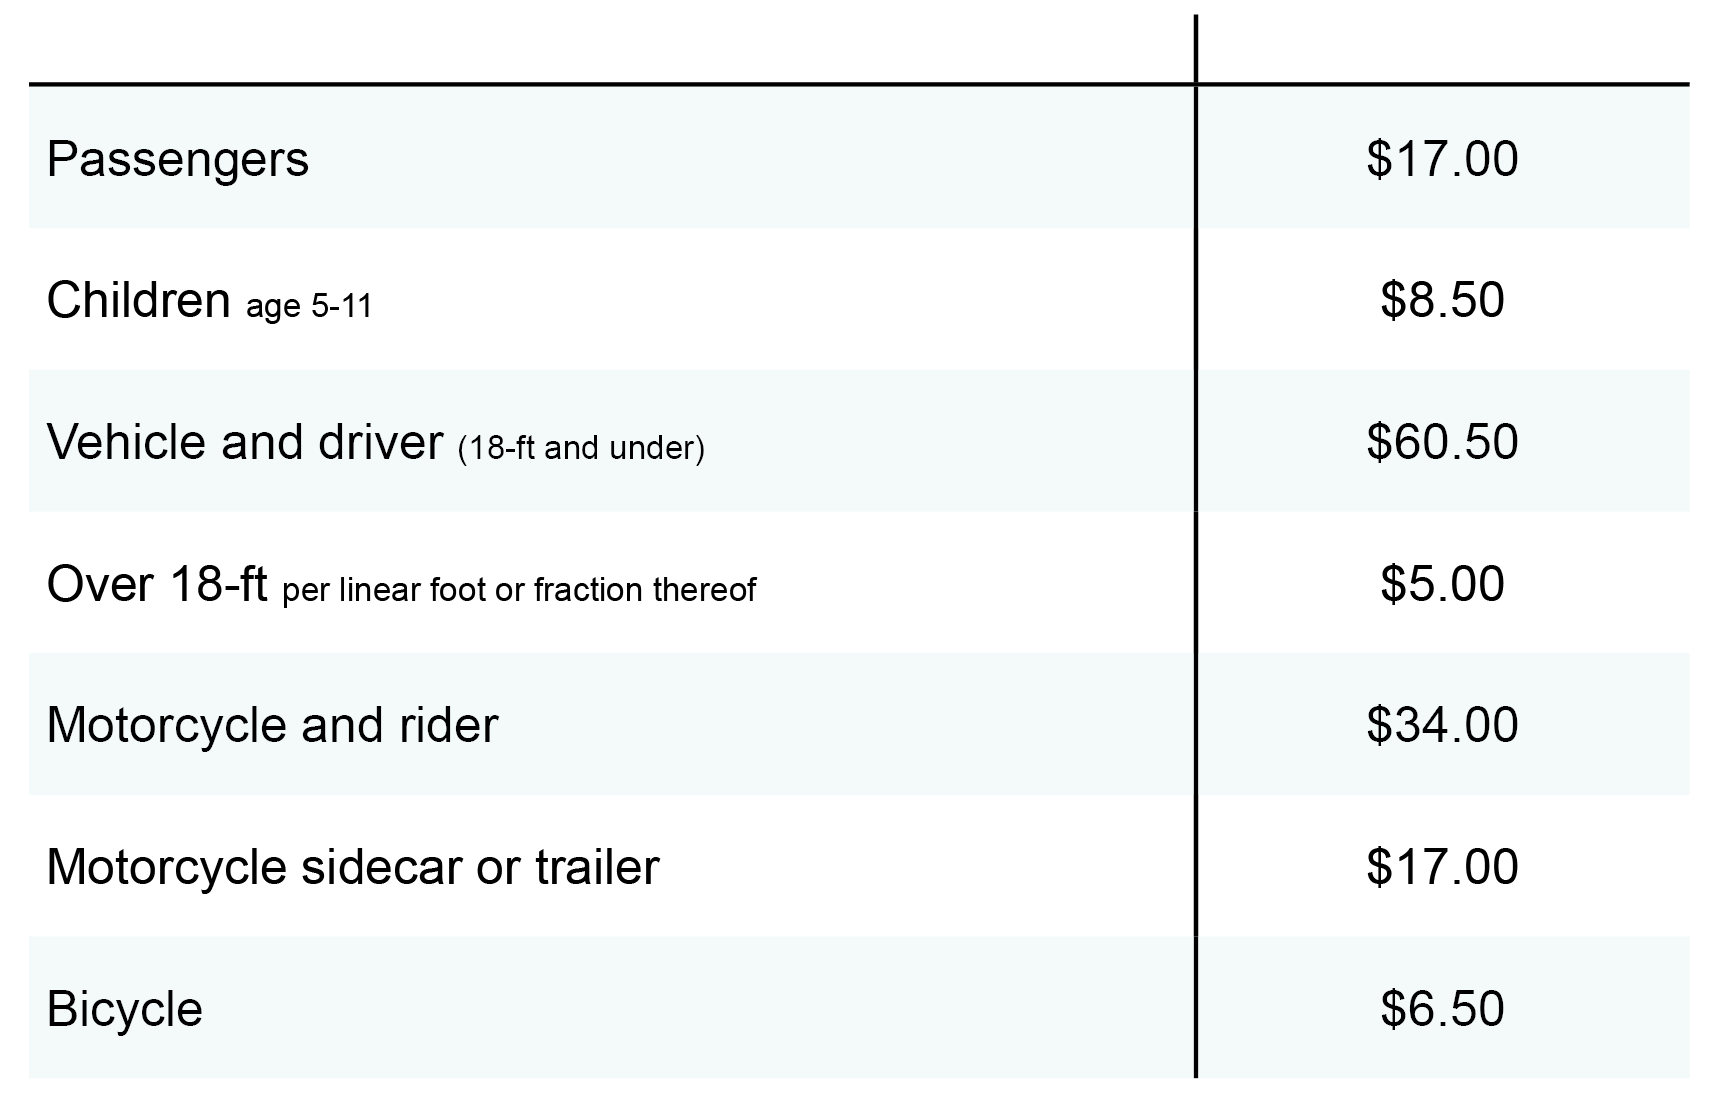 Passengers $17.00
Children age 5-11 $8.50
Vehicle and driver (18-ft and under) $60.50
Over 18-ft per linear foot or fraction thereof $5.00
Motorcycle and rider $34.00
Motorcycle sidecar or trailer $17.00
Bicycle $6.50